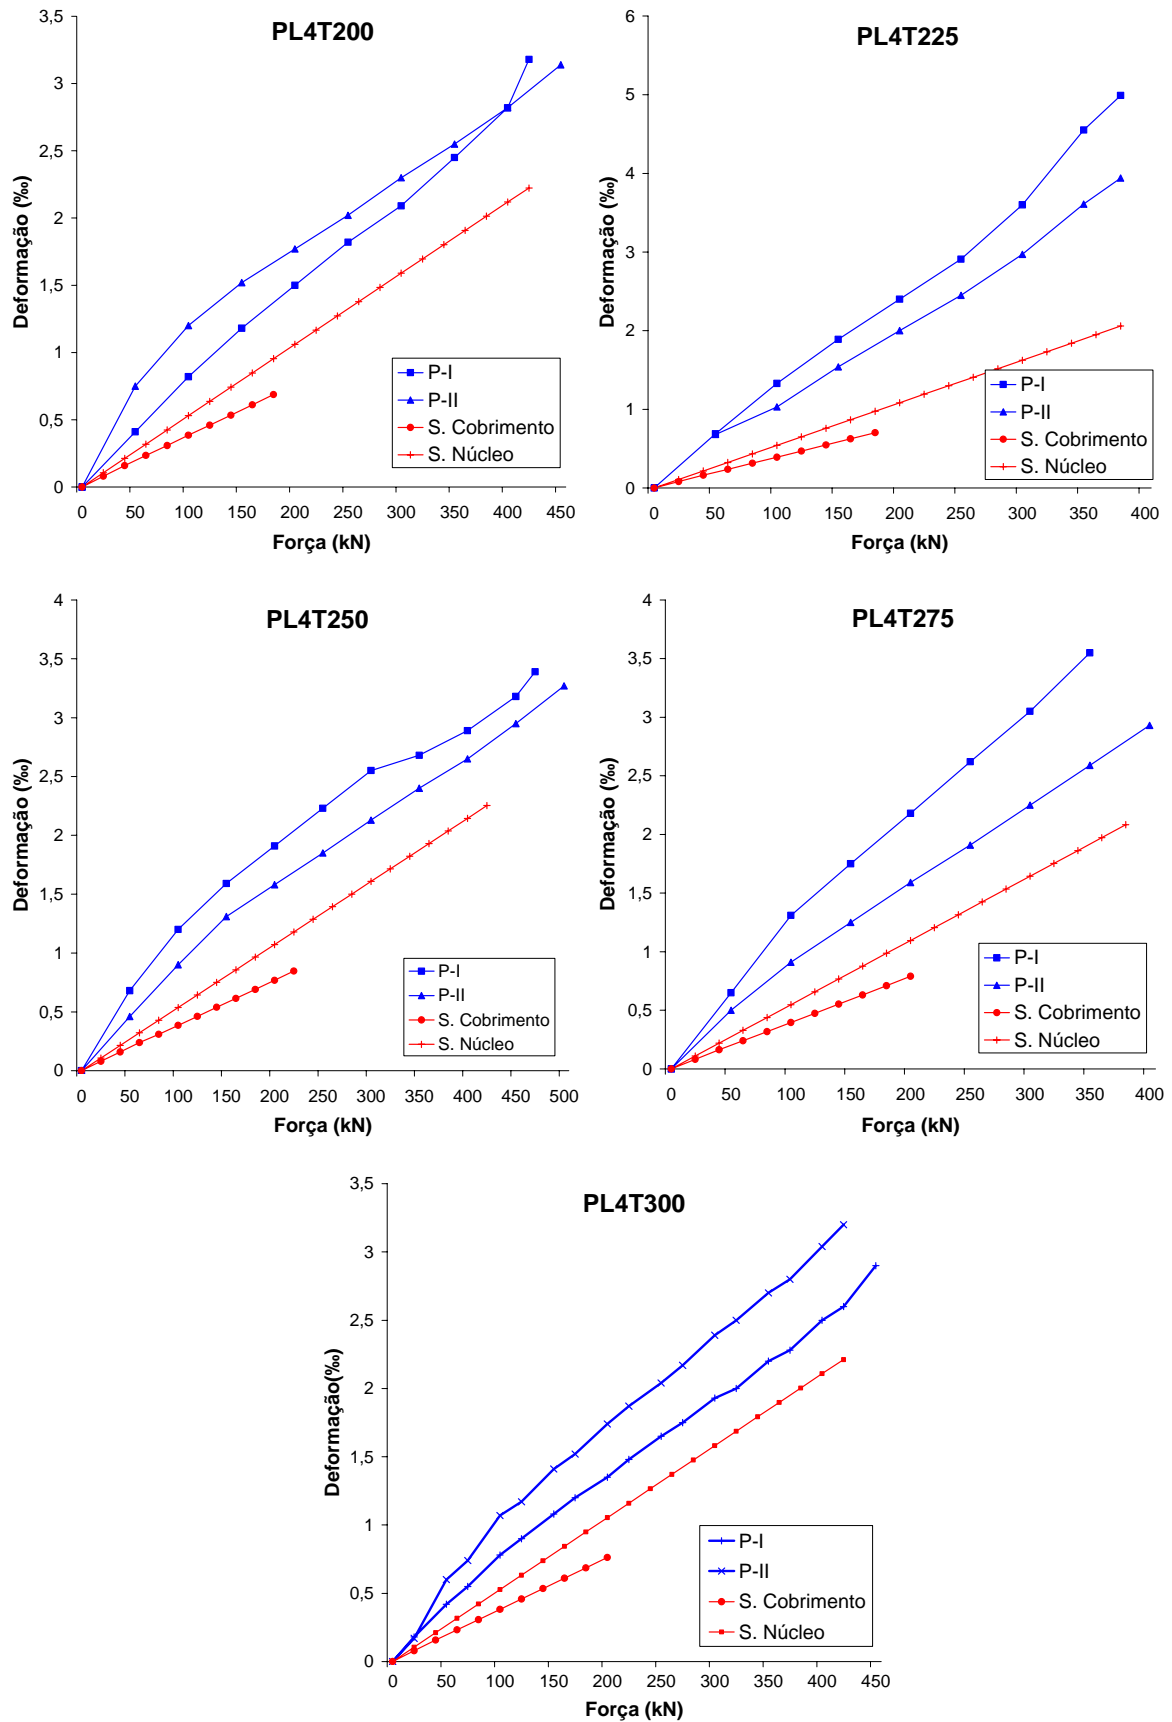 PL4T200
3,5
3
2,5
2
1,5
1
0,5
0
Deformação (‰)
0 50 100 150 200 250 300 350 400 450
Força (kN)
P-I
P-II
S. Cobrimento
S. Núcleo
PL4T225
6
5
4
3
2
1
0
Deformação (‰)
0 50 100 150 200 250 300 350 400
Força (kN)
P-I
P-II
S. Cobrimento
S. Núcleo
PL4T250
4
3,5
3
2,5
2
1,5
1
0,5
0
Deformação (‰)
0 50 100 150 200 250 300 350 400 450 500
Força (kN)
P-I
P-II
S. Cobrimento
S. Núcleo
PL4T275
4
3,5
3
2,5
2
1,5
1
0,5
0
Deformação (‰)
0 50 100 150 200 250 300 350 400
Força (kN)
P-I
P-II
S. Cobrimento
S. Núcleo
PL4T300
3,5
3
2,5
2
1,5
1
0,5
0
Deformação(‰)
0 50 100 150 200 250 300 350 400 450
Força (kN)
P-I
P-II
S. Cobrimento
S. Núcleo